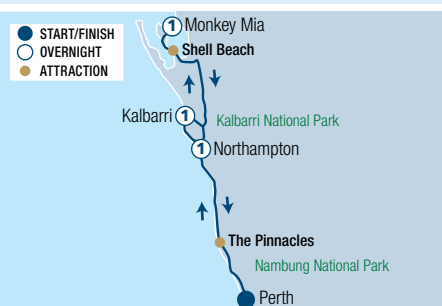 START/FINISH
OVERNIGHT
ATTRACTION
1 Monkey Mia
Shell Beach
Kalbarri 1
Kalbarri National Park
1 Northampton
The Pinnacles
Nambung National Park
Perth